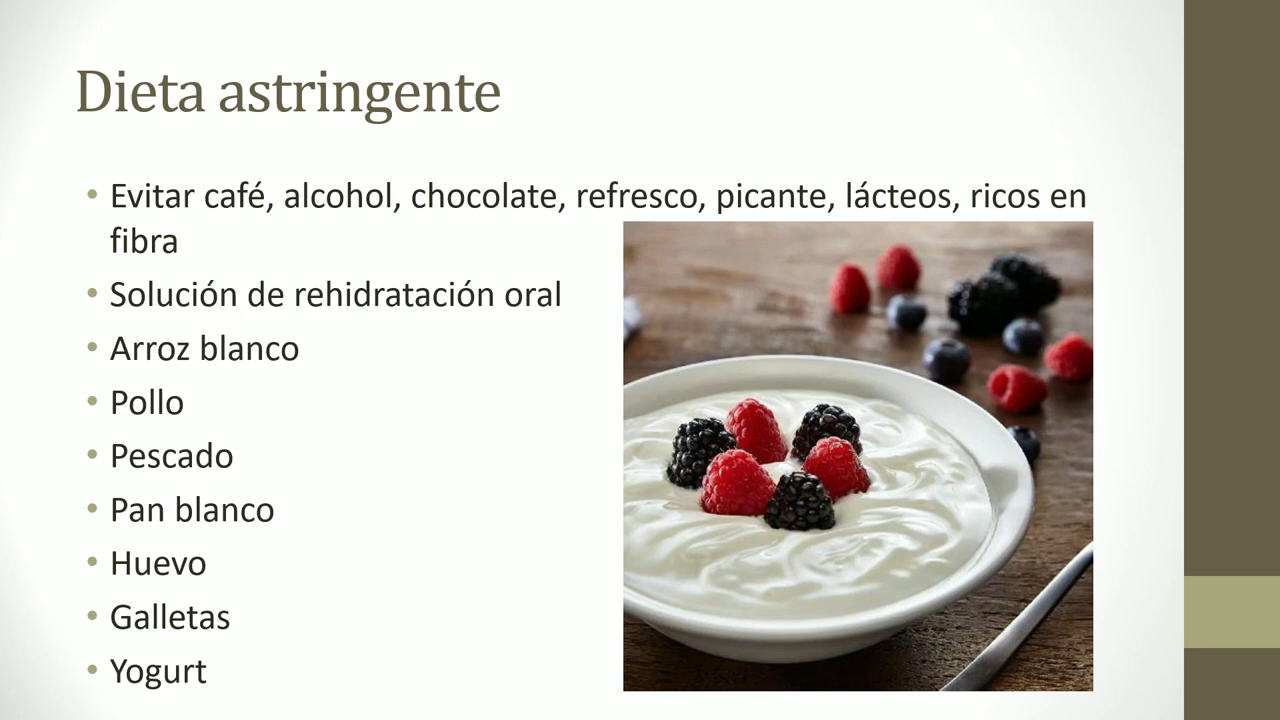 Dieta astringente
• Evitar café, alcohol, chocolate, refresco, picante, lácteos, ricos en
fibra
• Solución de rehidratación oral
• Arroz blanco
• Pollo
• Pescado
• Pan blanco
• Huevo
• Galletas
• Yogurt